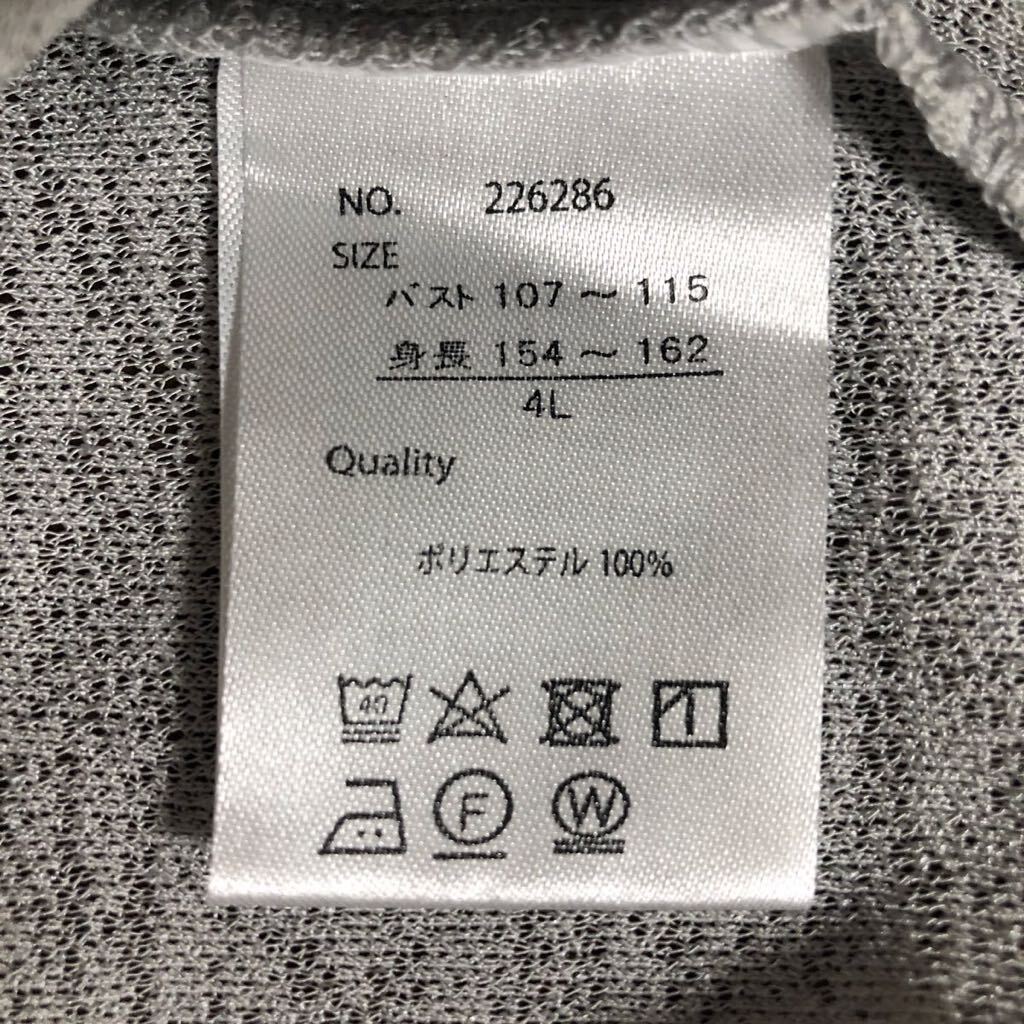 NO. 226286
SIZE
バスト 107 ～ 115
身長 154 ～ 162
4L
Quality
ポリエステル 100%
40
F W